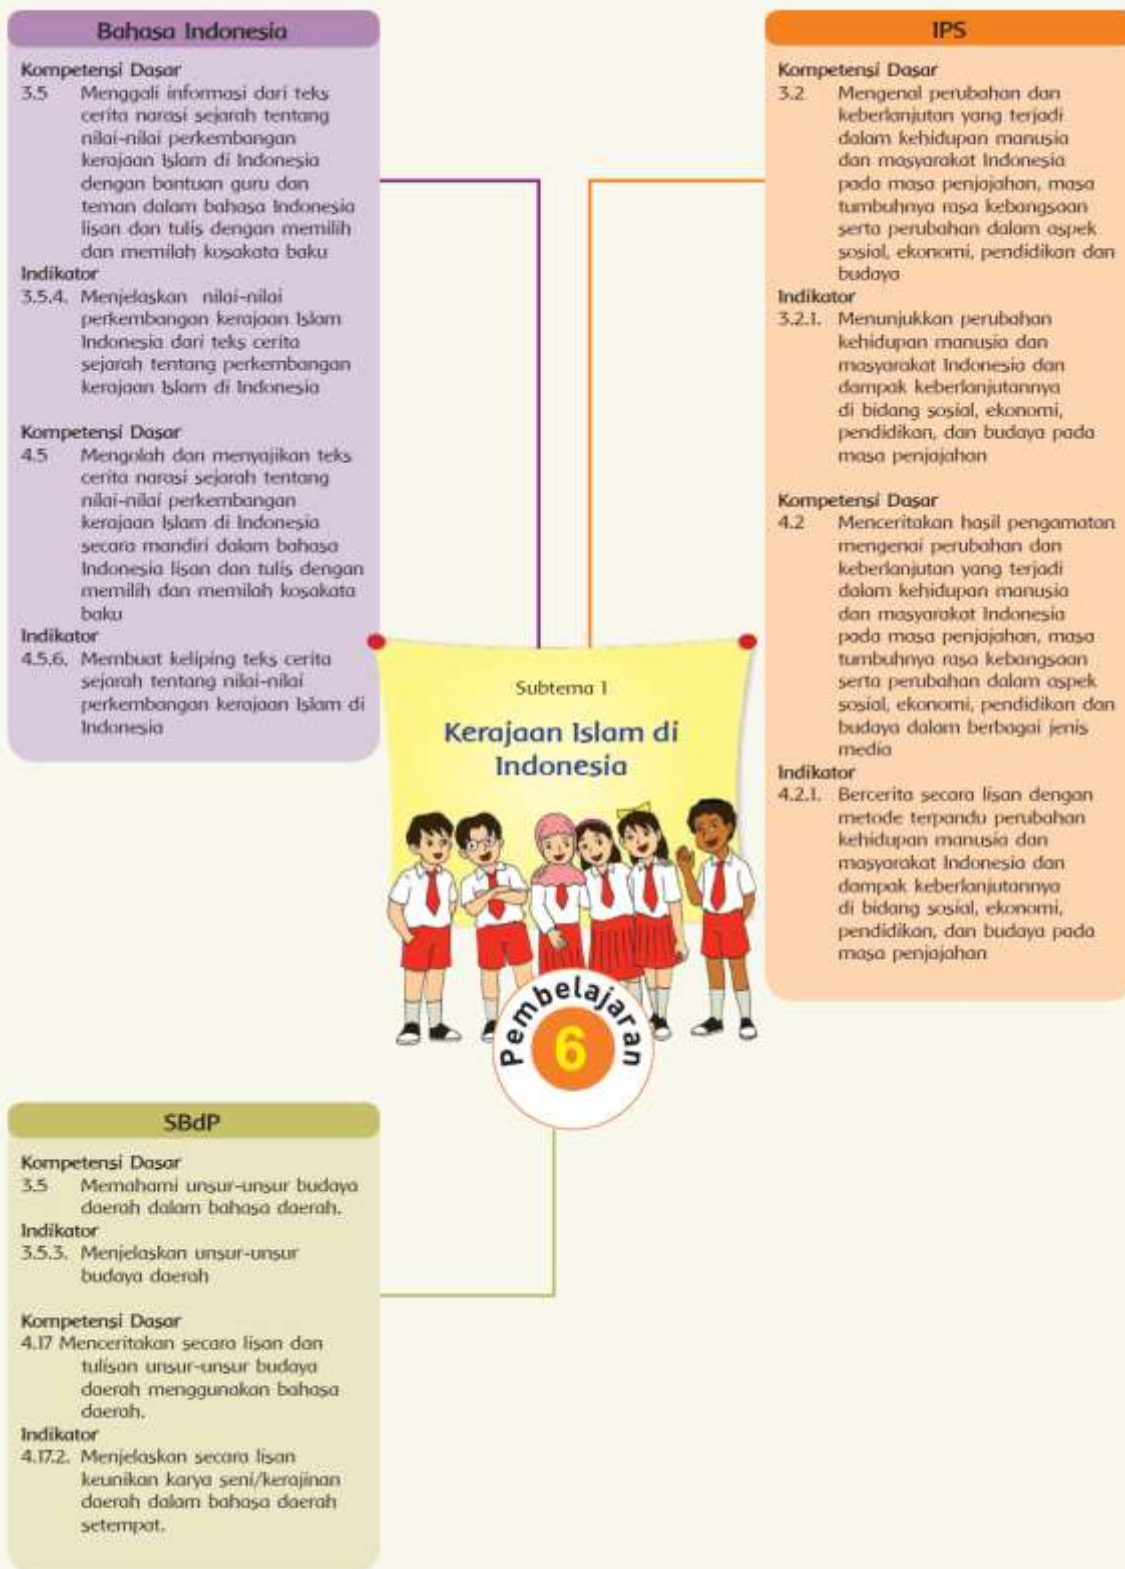 Bahasa Indonesia
Kompetensi Dasar
3.5 Menggali informasi dari teks
cerita narasi sejarah tentang
nilai-nilai perkembangan
kerajaan Islam di Indonesia
dengan bantuan guru dan
teman dalam bahasa Indonesia
lisan dan tulis dengan memilih
dan memilah kosakata baku
Indikator
3.5.4. Menjelaskan nilai-nilai
perkembangan kerajaan Islam
Indonesia dari teks cerita
sejarah tentang perkembangan
kerajaan Islam di Indonesia
Kompetensi Dasar
4.5 Mengolah dan menyajikan teks
cerita narasi sejarah tentang
nilai-nilai perkembangan
kerajaan Islam di Indonesia
secara mandiri dalam bahasa
Indonesia lisan dan tulis dengan
memilih dan memilah kosakata
baku
Indikator
4.5.6. Membuat keliping teks cerita
sejarah tentang nilai-nilai
perkembangan kerajaan Islam di
Indonesia
IPS
Kompetensi Dasar
3.2 Mengenal perubahan dan
keberlanjutan yang terjadi
dalam kehidupan manusia
dan masyarakat Indonesia
pada masa penjajahan, masa
tumbuhnya rasa kebangsaan
serta perubahan dalam aspek
sosial, ekonomi, pendidikan dan
budaya
Indikator
3.2.1. Menunjukkan perubahan
kehidupan manusia dan
masyarakat Indonesia dan
dampak keberlanjutannya
di bidang sosial, ekonomi,
pendidikan, dan budaya pada
masa penjajahan
Kompetensi Dasar
4.2 Menceritakan hasil pengamatan
mengenai perubahan dan
keberlanjutan yang terjadi
dalam kehidupan manusia
dan masyarakat Indonesia
pada masa penjajahan, masa
tumbuhnya rasa kebangsaan
serta perubahan dalam aspek
sosial, ekonomi, pendidikan dan
budaya dalam berbagai jenis
media
Indikator
4.2.1. Bercerita secara lisan dengan
metode terpandu perubahan
kehidupan manusia dan
masyarakat Indonesia dan
dampak keberlanjutannya
di bidang sosial, ekonomi,
pendidikan, dan budaya pada
masa penjajahan
Subtema 1
Kerajaan Islam di
Indonesia
Pembelajaran
6
SBdP
Kompetensi Dasar
3.5 Memahami unsur-unsur budaya
daerah dalam bahasa daerah.
Indikator
3.5.3. Menjelaskan unsur-unsur
budaya daerah
Kompetensi Dasar
4.17 Menceritakan secara lisan dan
tulisan unsur-unsur budaya
daerah menggunakan bahasa
daerah.
Indikator
4.17.2. Menjelaskan secara lisan
keunikan karya seni/kerajinan
daerah dalam bahasa daerah
setempat.